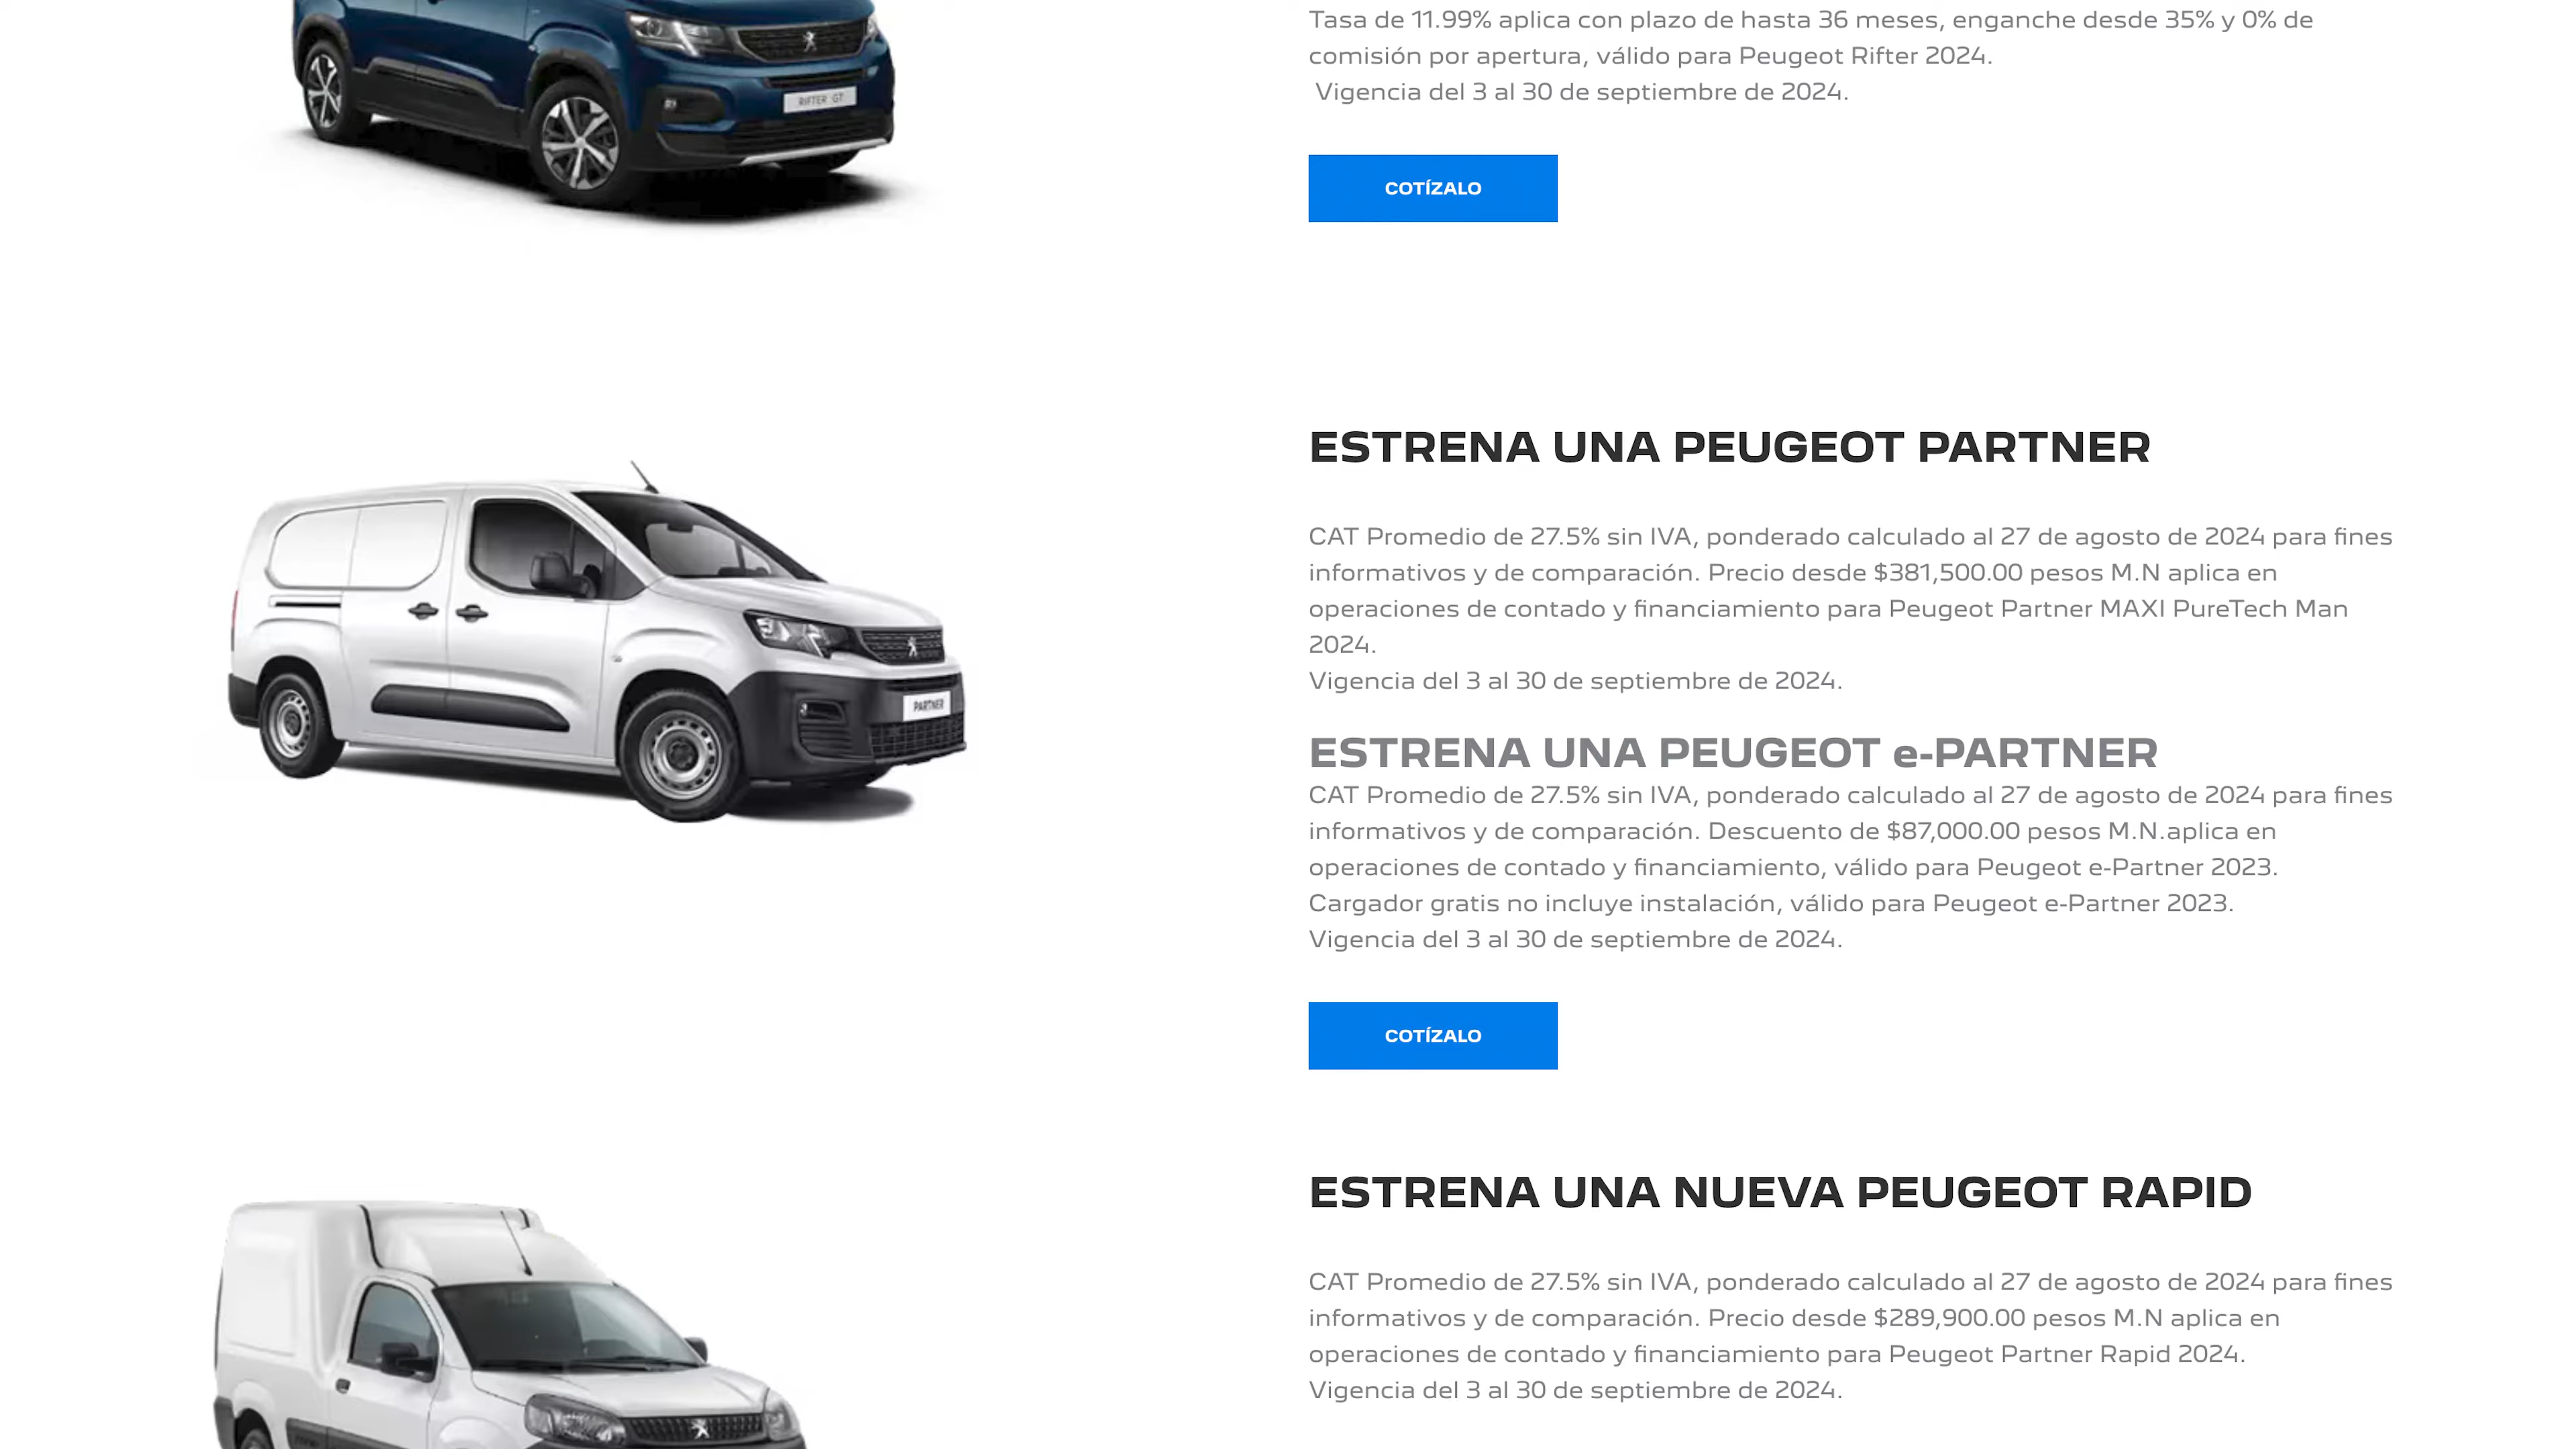 Tasa de 11.99% aplica con plazo de hasta 36 meses, enganche desde 35% y 0% de
comisión por apertura, válido para Peugeot Rifter 2024.
Vigencia del 3 al 30 de septiembre de 2024.
RIFTER GT
COTÍZALO
ESTRENA UNA PEUGEOT PARTNER
CAT Promedio de 27.5% sin IVA, ponderado calculado al 27 de agosto de 2024 para fines
informativos y de comparación. Precio desde $381,500.00 pesos M.N aplica en
operaciones de contado y financiamiento para Peugeot Partner MAXI PureTech Man
2024.
Vigencia del 3 al 30 de septiembre de 2024.
PARTNER
ESTRENA UNA PEUGEOT e-PARTNER
CAT Promedio de 27.5% sin IVA, ponderado calculado al 27 de agosto de 2024 para fines
informativos y de comparación. Descuento de $87,000.00 pesos M.N.aplica en
operaciones de contado y financiamiento, válido para Peugeot e-Partner 2023.
Cargador gratis no incluye instalación, válido para Peugeot e-Partner 2023.
Vigencia del 3 al 30 de septiembre de 2024.
COTÍZALO
ESTRENA UNA NUEVA PEUGEOT RAPID
CAT Promedio de 27.5% sin IVA, ponderado calculado al 27 de agosto de 2024 para fines
informativos y de comparación. Precio desde $289,900.00 pesos M.N aplica en
operaciones de contado y financiamiento para Peugeot Partner Rapid 2024.
Vigencia del 3 al 30 de septiembre de 2024.